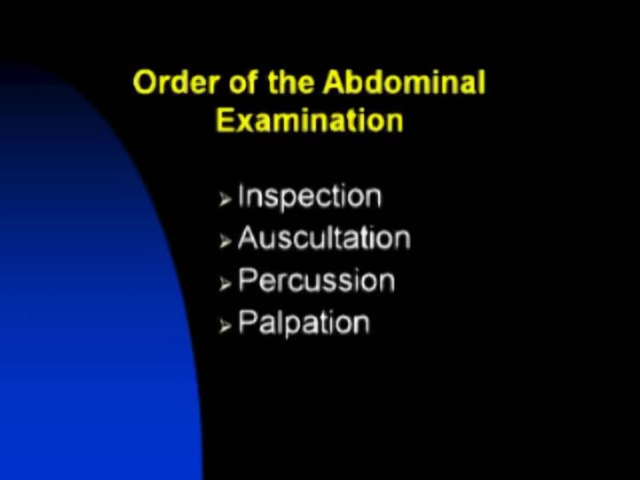 Order of the Abdominal
Examination
Inspection
Auscultation
Percussion
Palpation